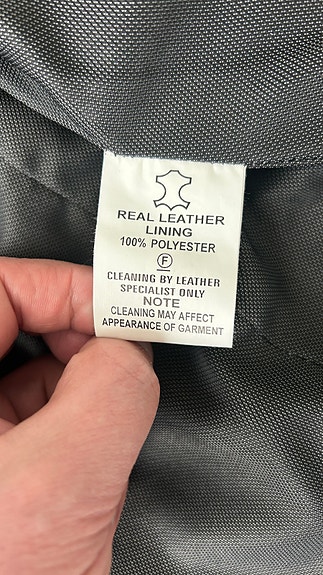 REAL LEATHER
LINING
100% POLYESTER
F
CLEANING BY LEATHER
SPECIALIST ONLY
NOTE
CLEANING MAY AFFECT
APPEARANCE OF GARMENT